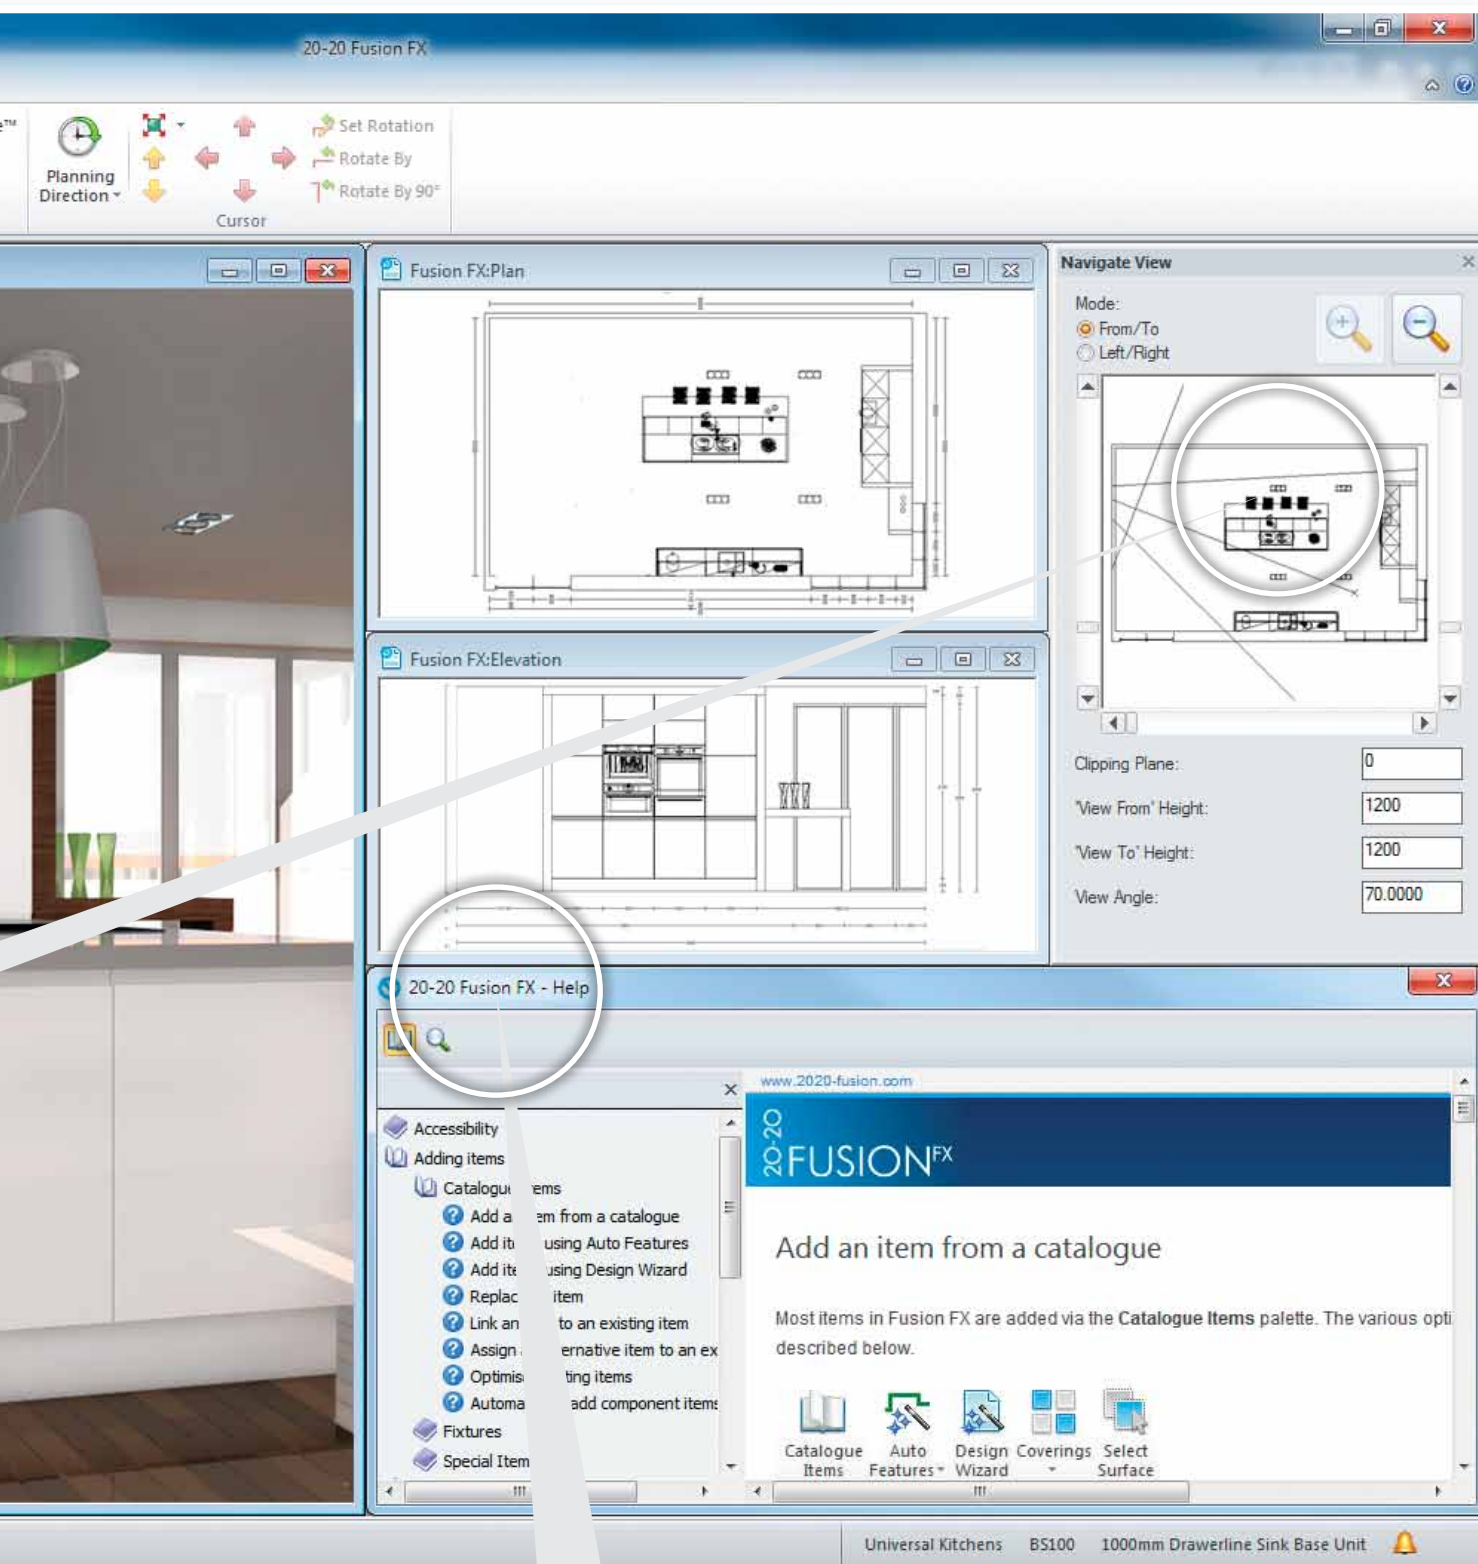 20-20 Fusion FX
Planning
Direction
Set Rotation
Rotate By
Rotate By 90°
Cursor
Fusion FX:Plan
Fusion FX:Elevation
Navigate View
Mode:
From/To
Left/Right
Clipping Plane:
0
'View From' Height:
1200
'View To' Height:
1200
View Angle:
70.0000
20-20 Fusion FX - Help
Accessibility
Adding items
Catalogue ems
Add a em from a catalogue
Add it using Auto Features
Add ite using Design Wizard
Replac item
Link an to an existing item
Assign ernative item to an ex
Optimis ting items
Automa add component items
Fixtures
Special Item
www.2020-fusion.com
20-20 FUSION FX
Add an item from a catalogue
Most items in Fusion FX are added via the Catalogue Items palette. The various opti
described below.
Catalogue
Items
Auto
Features
Design
Wizard
Coverings
Select
Surface
Universal Kitchens BS100 1000mm Drawerline Sink Base Unit